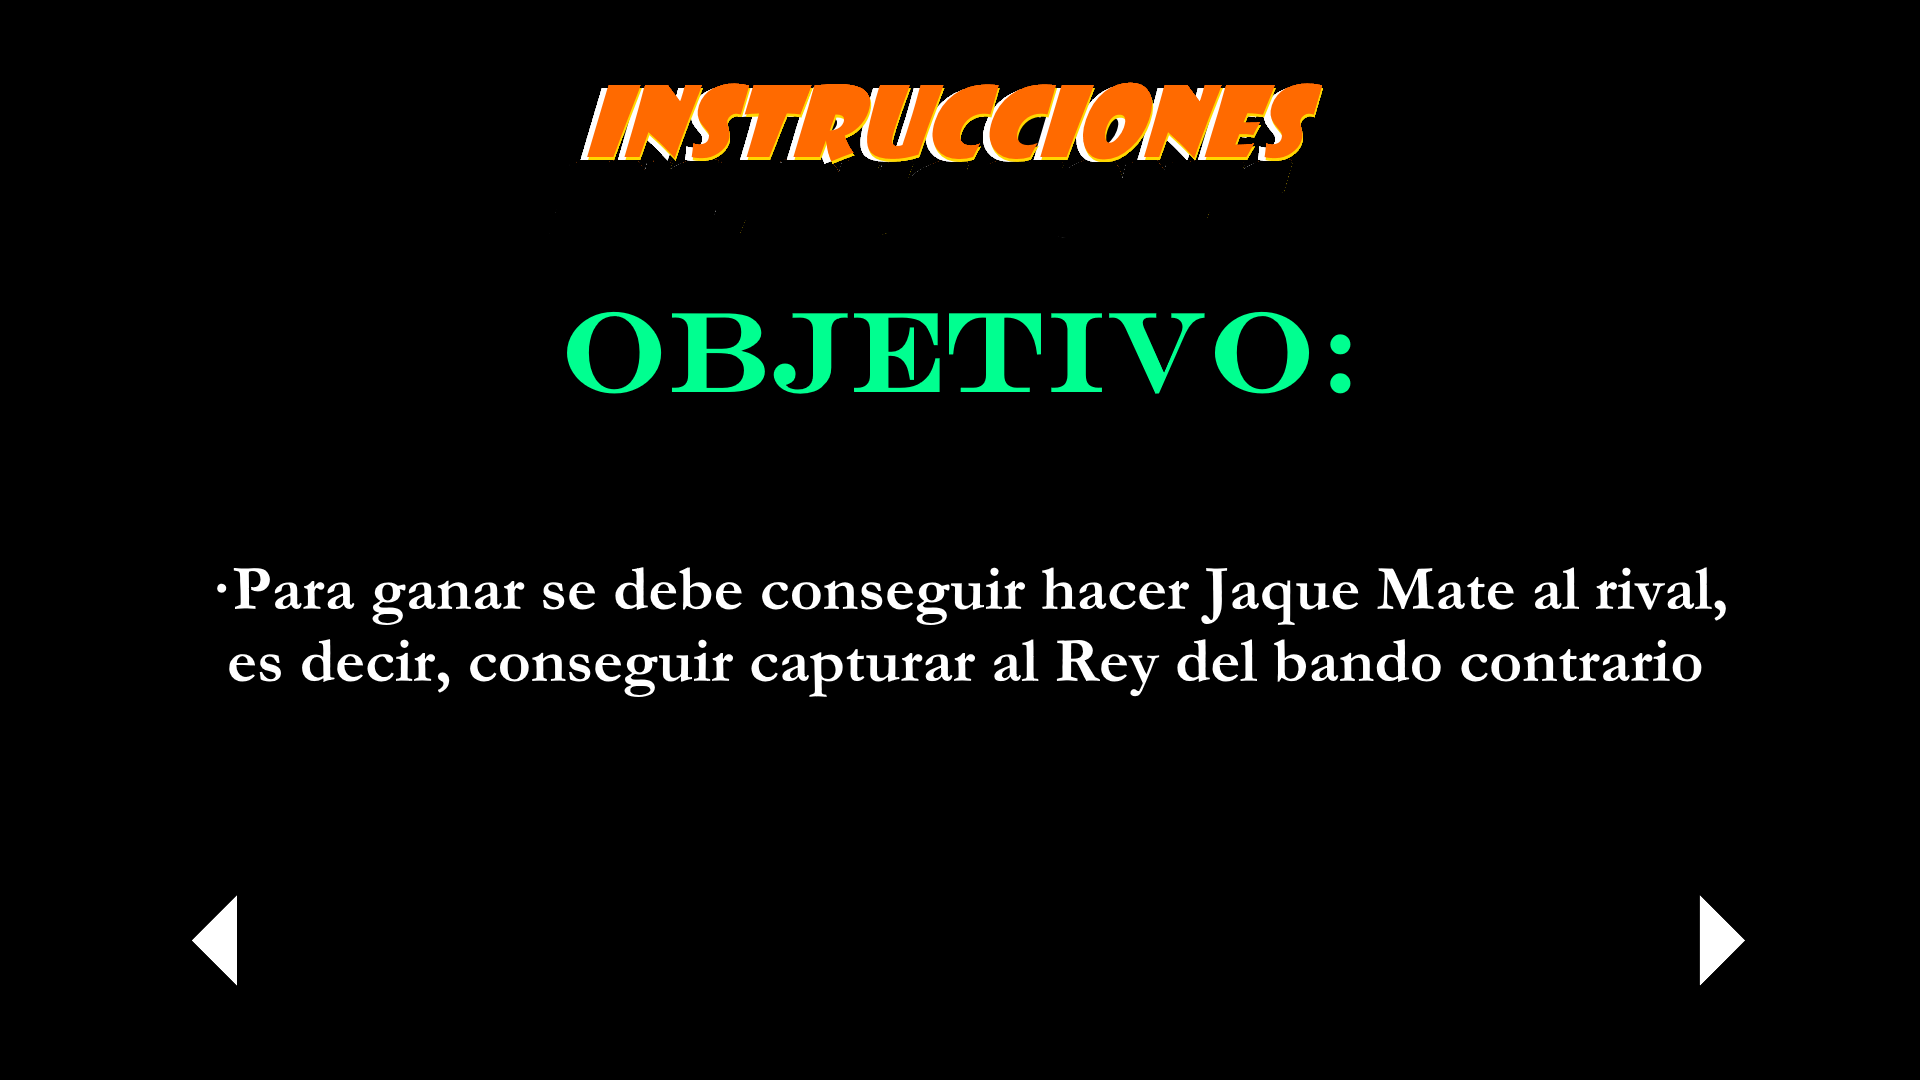 INSTRUCCIONES
OBJETIVO:
·Para ganar se debe conseguir hacer Jaque Mate al rival,
es decir, conseguir capturar al Rey del bando contrario